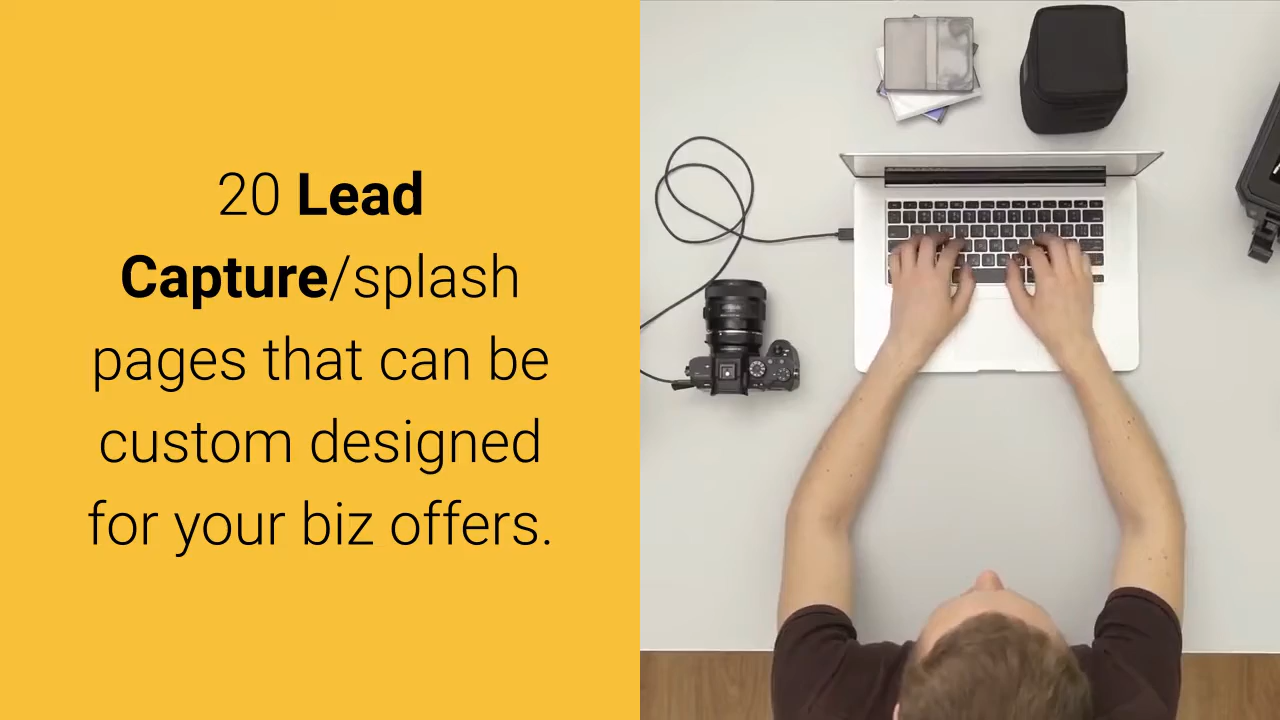 20 Lead
Capture/splash
pages that can be
custom designed
for your biz offers.